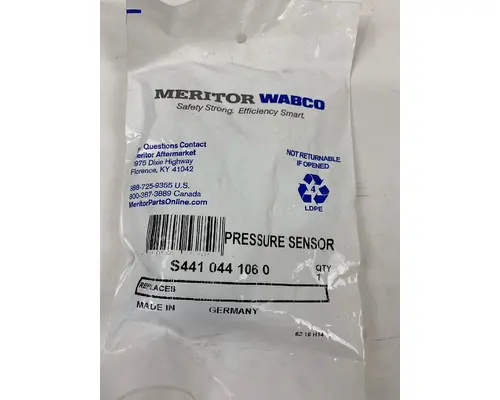 MERITOR WABCO
Safety Strong. Efficiency Smart.
Questions Contact
Meritor Aftermarket
7975 Dixie Highway
Florence, KY 41042
888-725-9355 U.S.
800-387-3889 Canada
MeritorPartsOnline.com
NOT RETURNABLE
IF OPENED
4
LDPE
PRESSURE SENSOR
S441 044 106 0
QTY
1
REPLACES
MADE IN GERMANY